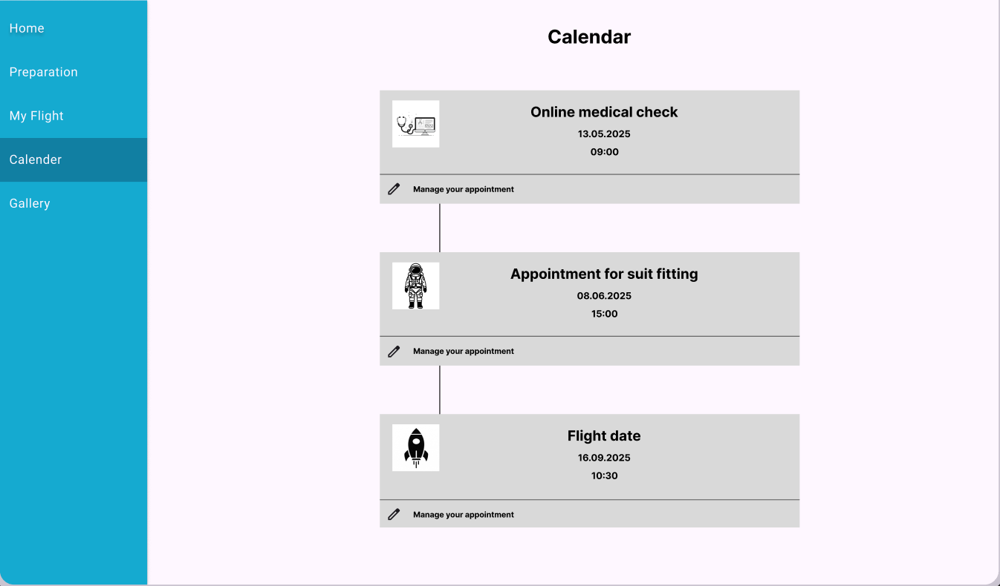 Home
Preparation
My Flight
Calender
Gallery
Calendar
Online medical check
13.05.2025
09:00
Manage your appointment
Appointment for suit fitting
08.06.2025
15:00
Manage your appointment
Flight date
16.09.2025
10:30
Manage your appointment